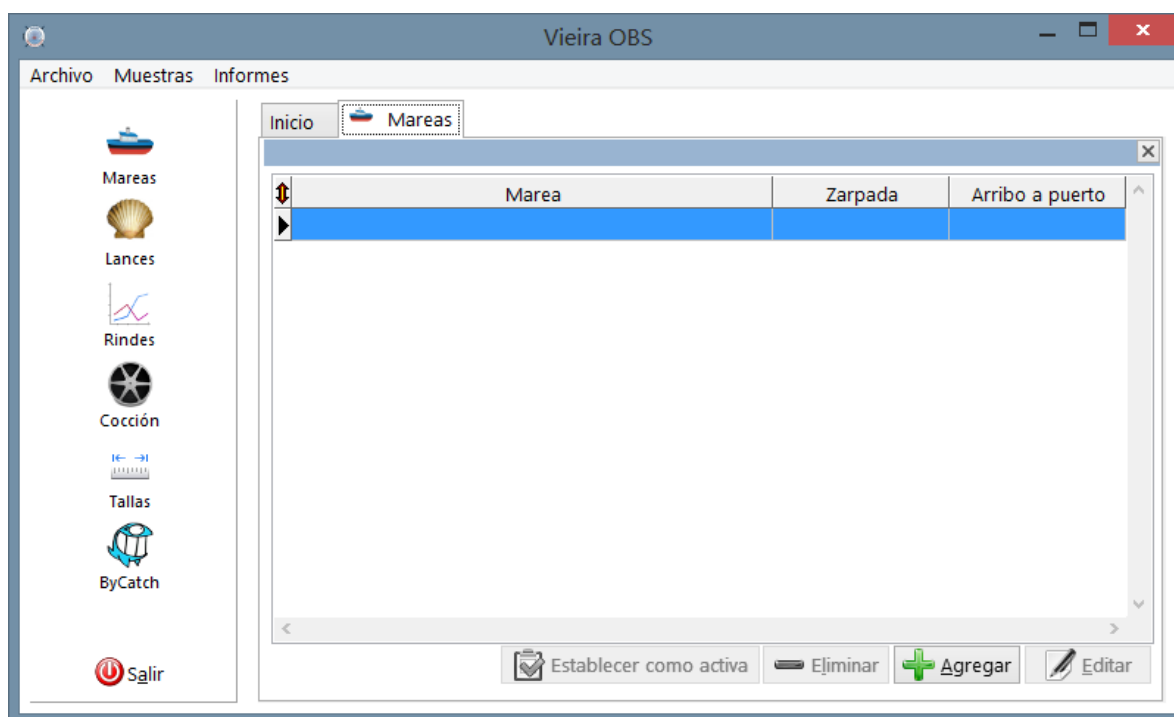 Vieira OBS
Archivo Muestras Informes
Inicio Mareas
Mareas
Lances
Rindes
Cocción
Tallas
ByCatch
Salir
Marea Zarpada Arribo a puerto
Establecer como activa Eliminar Agregar Editar